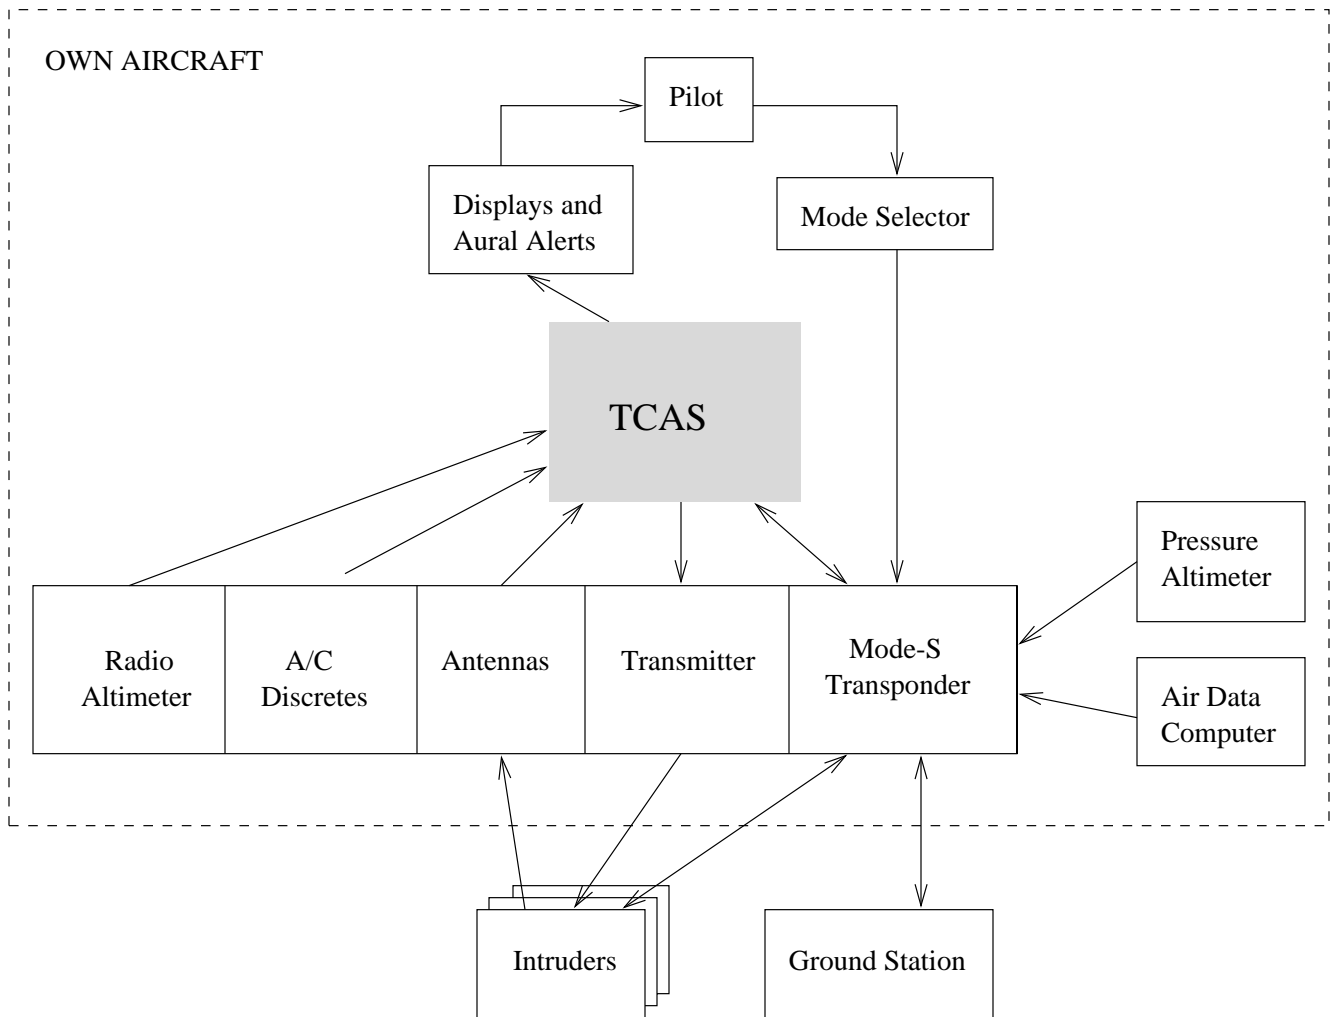 OWN AIRCRAFT
Pilot
Displays and
Aural Alerts
Mode Selector
TCAS
Pressure
Altimeter
Radio
Altimeter
A/C
Discretes
Antennas
Transmitter
Mode-S
Transponder
Air Data
Computer
Intruders
Ground Station